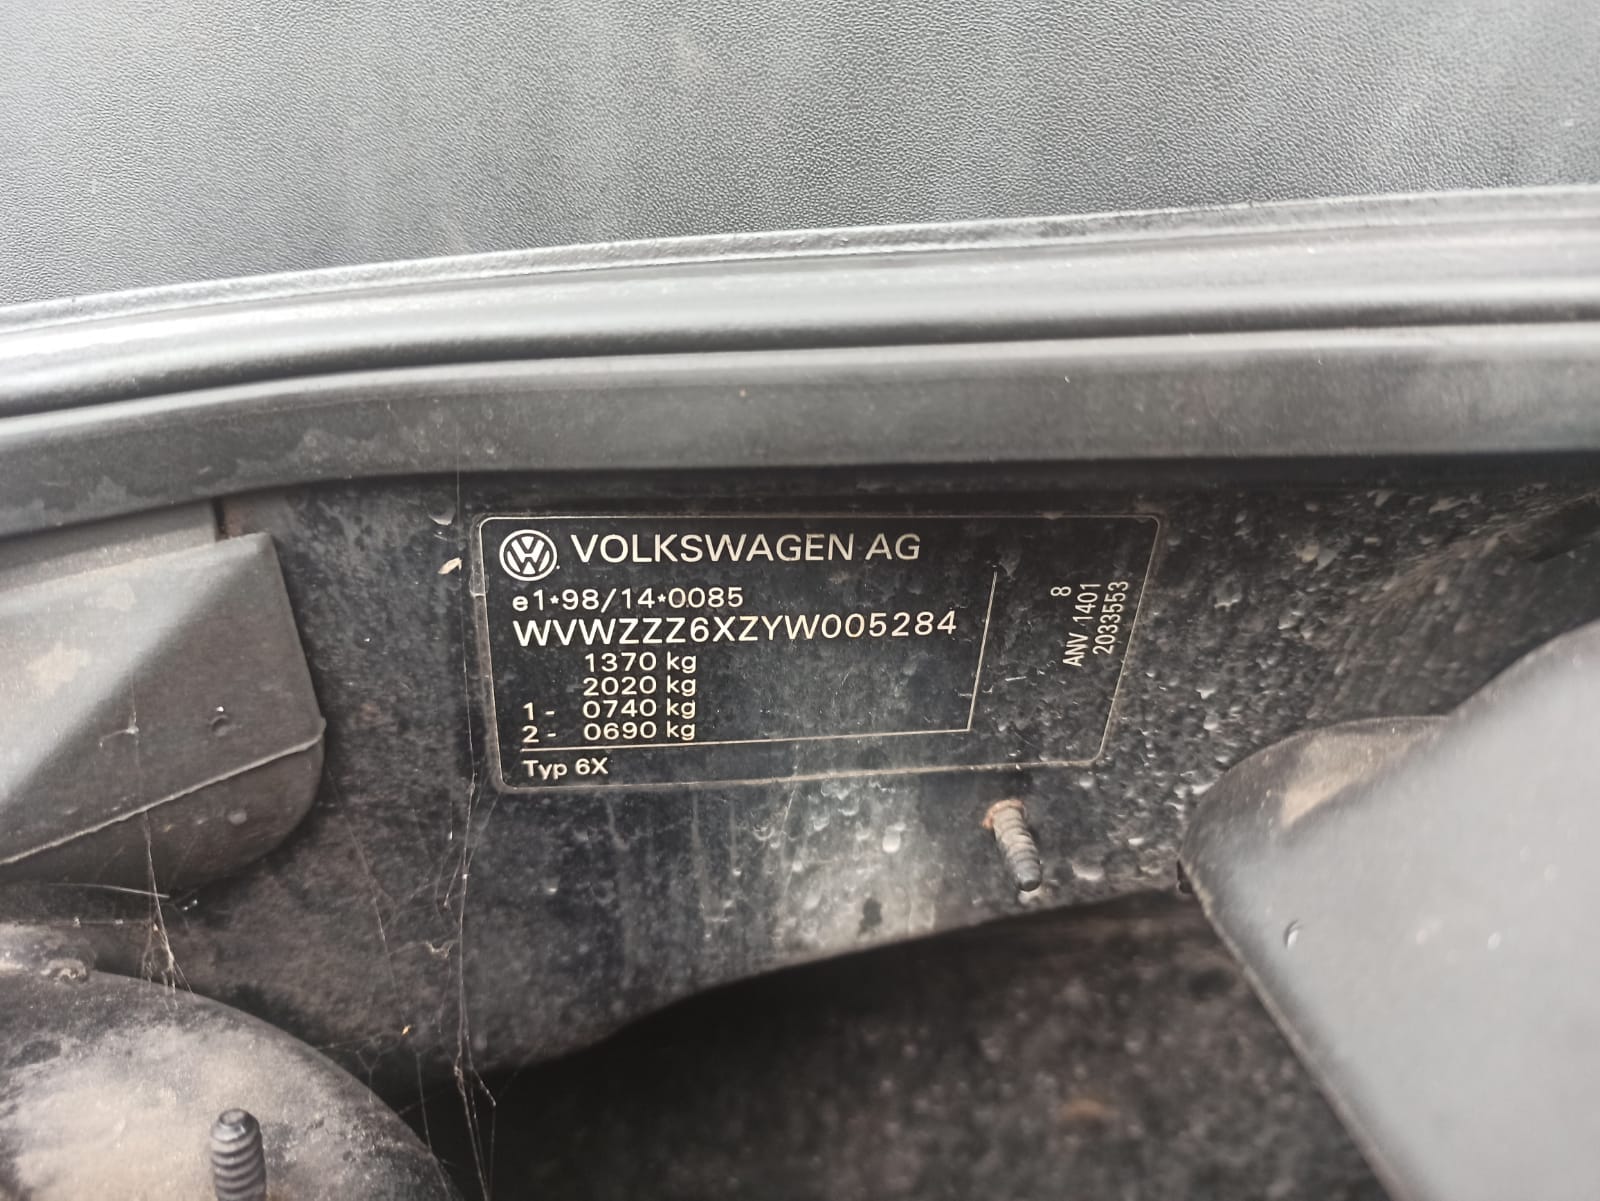 VOLKSWAGEN AG
e1*98/14*0085
WVWZZZ6XZYW005284
1370 kg
2020 kg
1- 0740 kg
2- 0690 kg
Typ 6X
8
ANV 1401
2033553